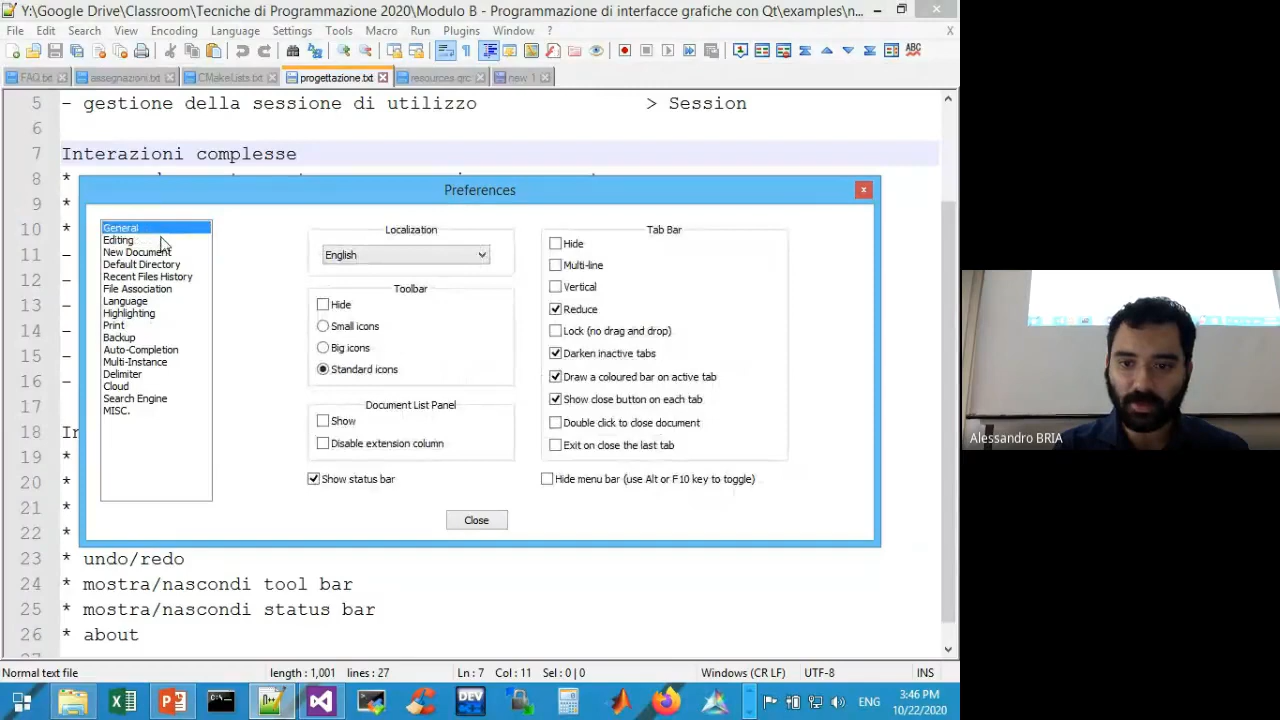 Y:\Google Drive\Classroom\Tecniche di Programmazione 2020\Modulo B - Programmazione di interfacce grafiche con Qt\examples\n...
File Edit Search View Encoding Language Settings Tools Macro Run Plugins Window ?
FAQ.txt assegnazioni.txt CMakeLists.txt progettazione.txt resources.qrc new 1
5 - gestione della sessione di utilizzo > Session
6
7 Interazioni complesse
8 *
9 *
10 *
11 -
12 -
13 -
14 -
15 -
16 -
17
18
19 *
20 *
21 *
22 *
23 * undo/redo
24 * mostra/nascondi tool bar
25 * mostra/nascondi status bar
26 * about
Preferences
General
Editing
New Document
Default Directory
Recent Files History
File Association
Language
Highlighting
Print
Backup
Auto-Completion
Multi-Instance
Delimiter
Cloud
Search Engine
MISC.
Localization
English
Toolbar
Hide
Small icons
Big icons
Standard icons
Document List Panel
Show
Disable extension column
Show status bar
Tab Bar
Hide
Multi-line
Vertical
Reduce
Lock (no drag and drop)
Darken inactive tabs
Draw a coloured bar on active tab
Show close button on each tab
Double click to close document
Exit on close the last tab
Hide menu bar (use Alt or F10 key to toggle)
Close
Normal text file length : 1,001 lines : 27 Ln : 7 Col : 11 Sel : 0 | 0 Windows (CR LF) UTF-8 INS
DEV
ENG
3:46 PM
10/22/2020
Alessandro BRIA